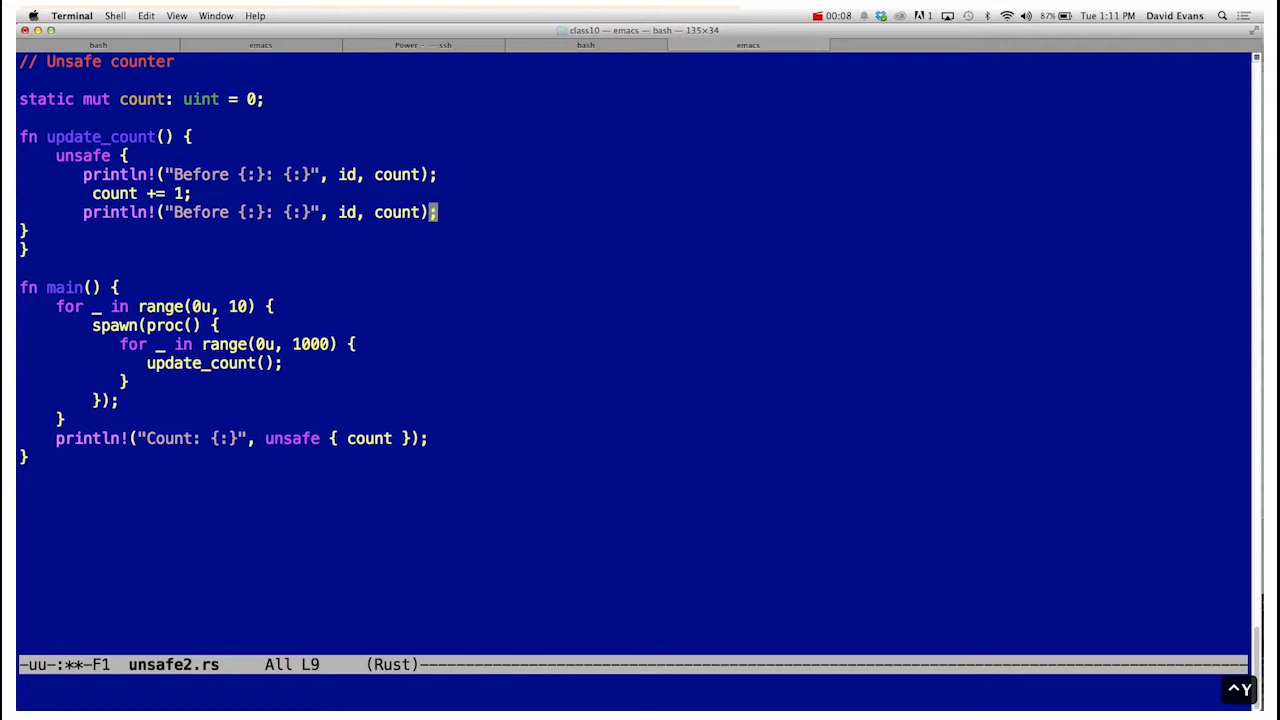 Terminal Shell Edit View Window Help 00:08 1 87% Tue 1:11 PM David Evans
class10 — emacs — bash — 135×34
bash emacs Power — ssh bash emacs
// Unsafe counter
static mut count: uint = 0;
fn update_count() {
unsafe {
println!("Before {:}: {:}", id, count);
count += 1;
println!("Before {:}: {:}", id, count);
}
}
fn main() {
for _ in range(0u, 10) {
spawn(proc() {
for _ in range(0u, 1000) {
update_count();
}
});
}
println!("Count: {:}", unsafe { count });
}
-uu-:**-F1 unsafe2.rs All L9 (Rust)
^Y